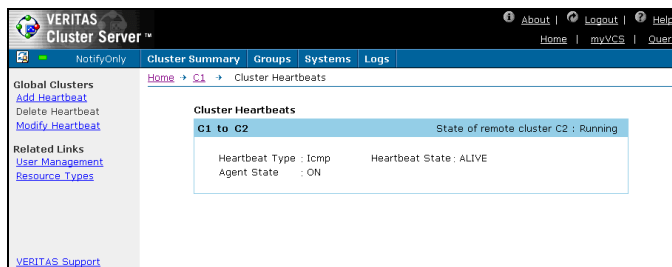 VERITAS
Cluster Server ™
About | Logout | Help
Home | myVCS | Quer
NotifyOnly
Cluster Summary Groups Systems Logs
Home → C1 → Cluster Heartbeats
Global Clusters
Add Heartbeat
Delete Heartbeat
Modify Heartbeat
Related Links
User Management
Resource Types
VERITAS Support
Cluster Heartbeats
C1 to C2 State of remote cluster C2 : Running
Heartbeat Type : Icmp Heartbeat State : ALIVE
Agent State : ON